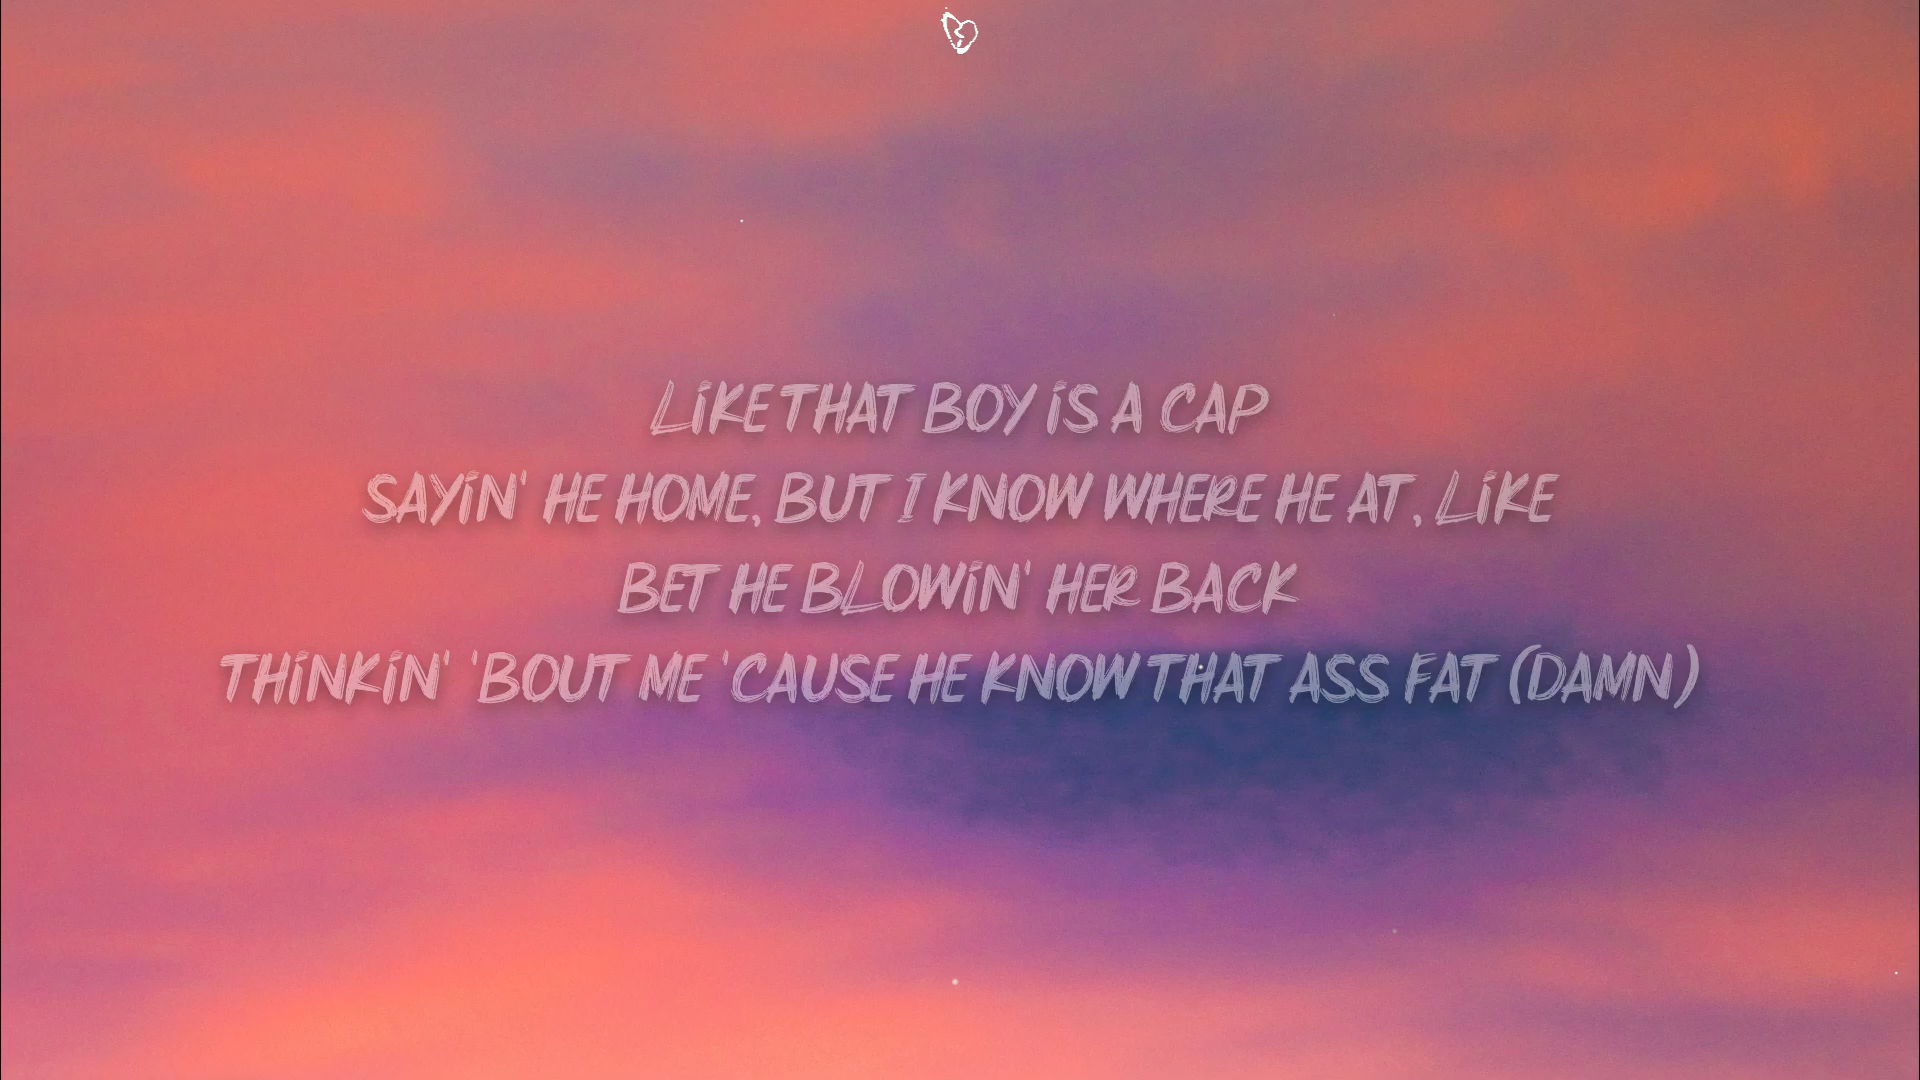 LIKE THAT BOY IS A CAP
SAYIN' HE HOME, BUT I KNOW WHERE HE AT, LIKE
BET HE BLOWIN' HER BACK
THINKIN' 'BOUT ME 'CAUSE HE KNOW THAT ASS FAT (DAMN)